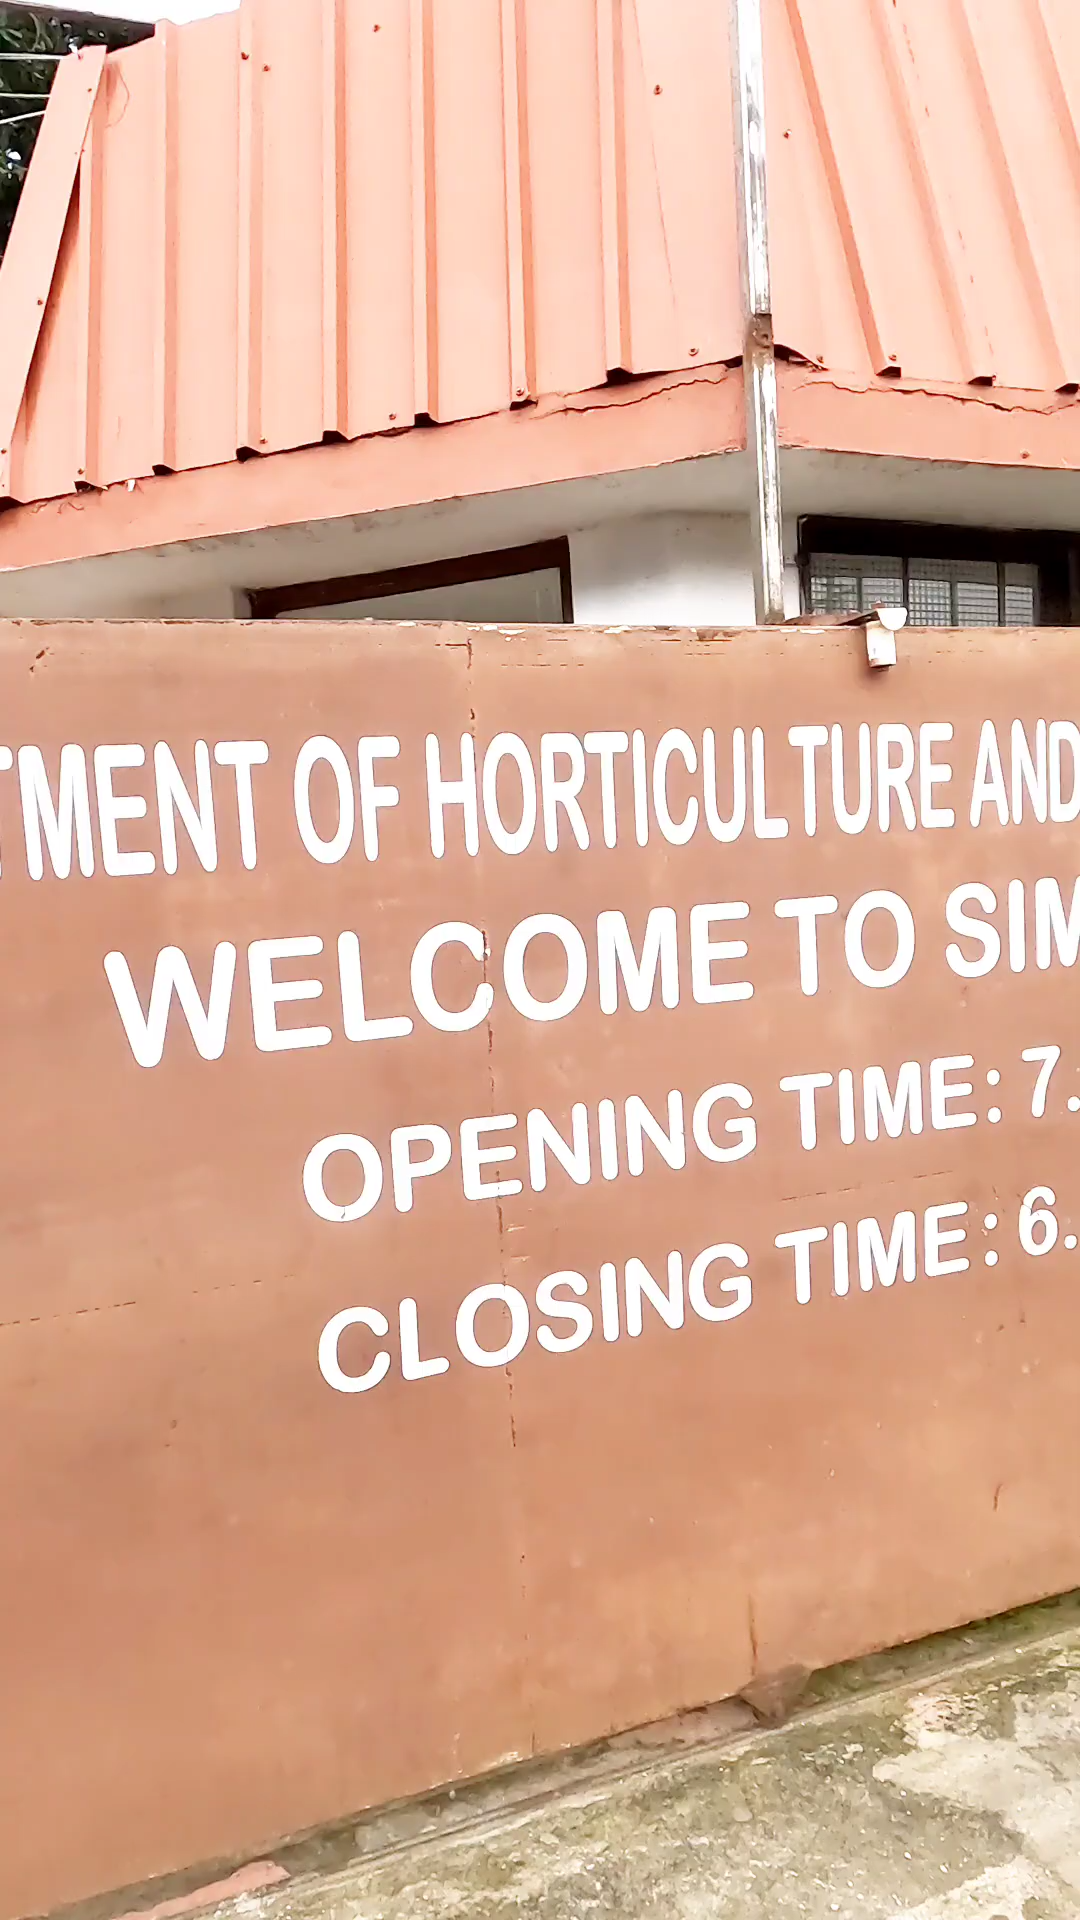 TMENT OF HORTICULTURE AND
WELCOME TO SIM
OPENING TIME: 7.
CLOSING TIME: 6.